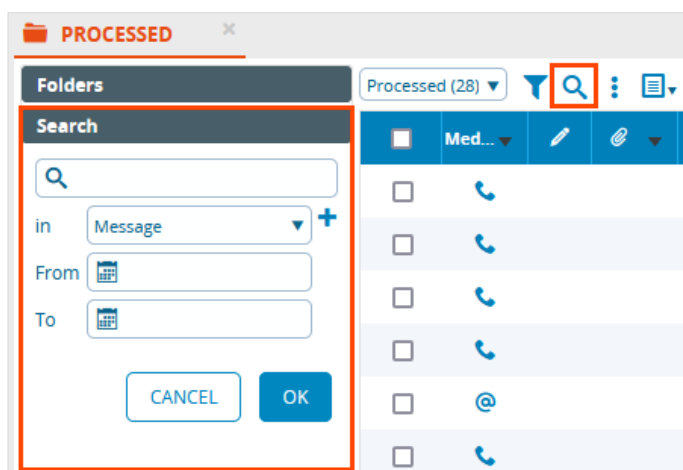 PROCESSED
Folders
Search
in Message
From
To
CANCEL OK
Processed (28)
Med...
@